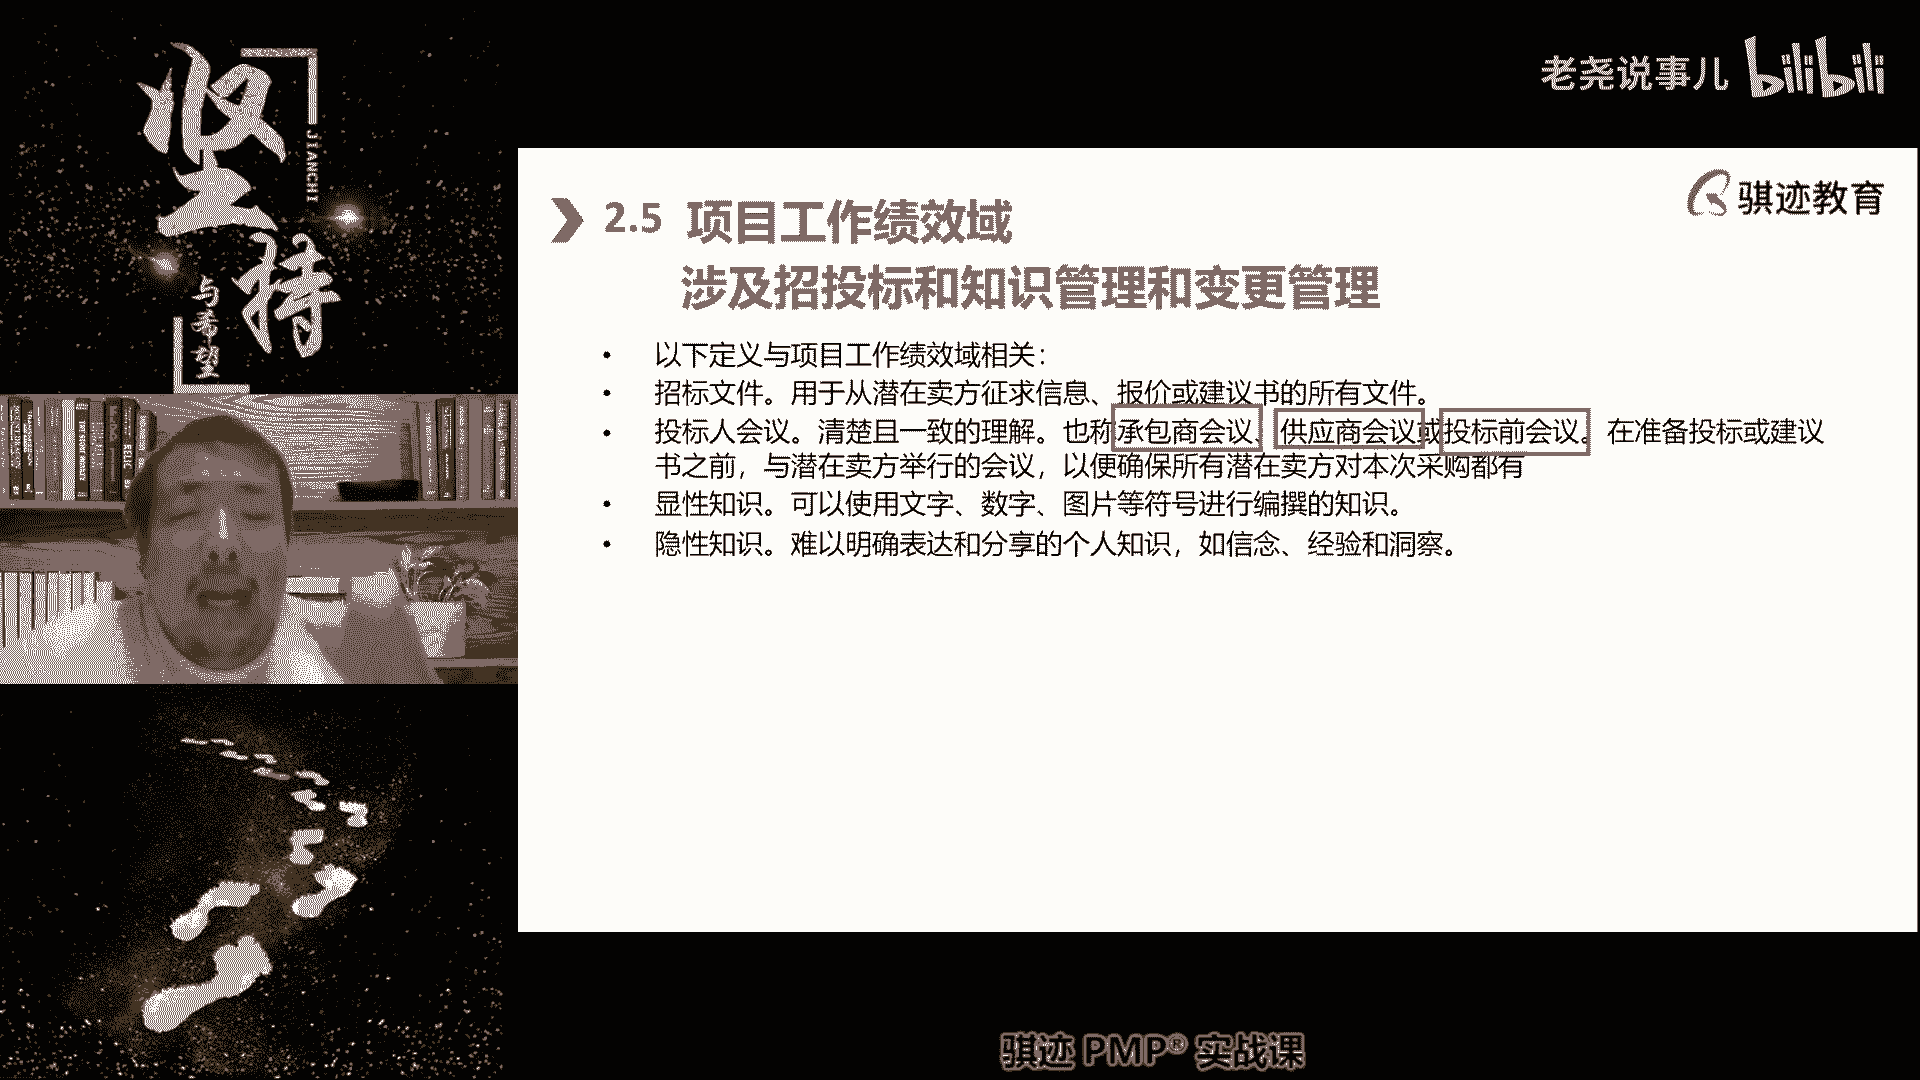 坚持
JIANCHI
与希望
老尧说事儿 bilibili
骐迹教育
2.5 项目工作绩效域
涉及招投标和知识管理和变更管理
• 以下定义与项目工作绩效域相关：
• 招标文件。用于从潜在卖方征求信息、报价或建议书的所有文件。
• 投标人会议。清楚且一致的理解。也称承包商会议、供应商会议或投标前会议。在准备投标或建议
书之前，与潜在卖方举行的会议，以便确保所有潜在卖方对本次采购都有
• 显性知识。可以使用文字、数字、图片等符号进行编撰的知识。
• 隐性知识。难以明确表达和分享的个人知识，如信念、经验和洞察。
骐迹 PMP® 实战课